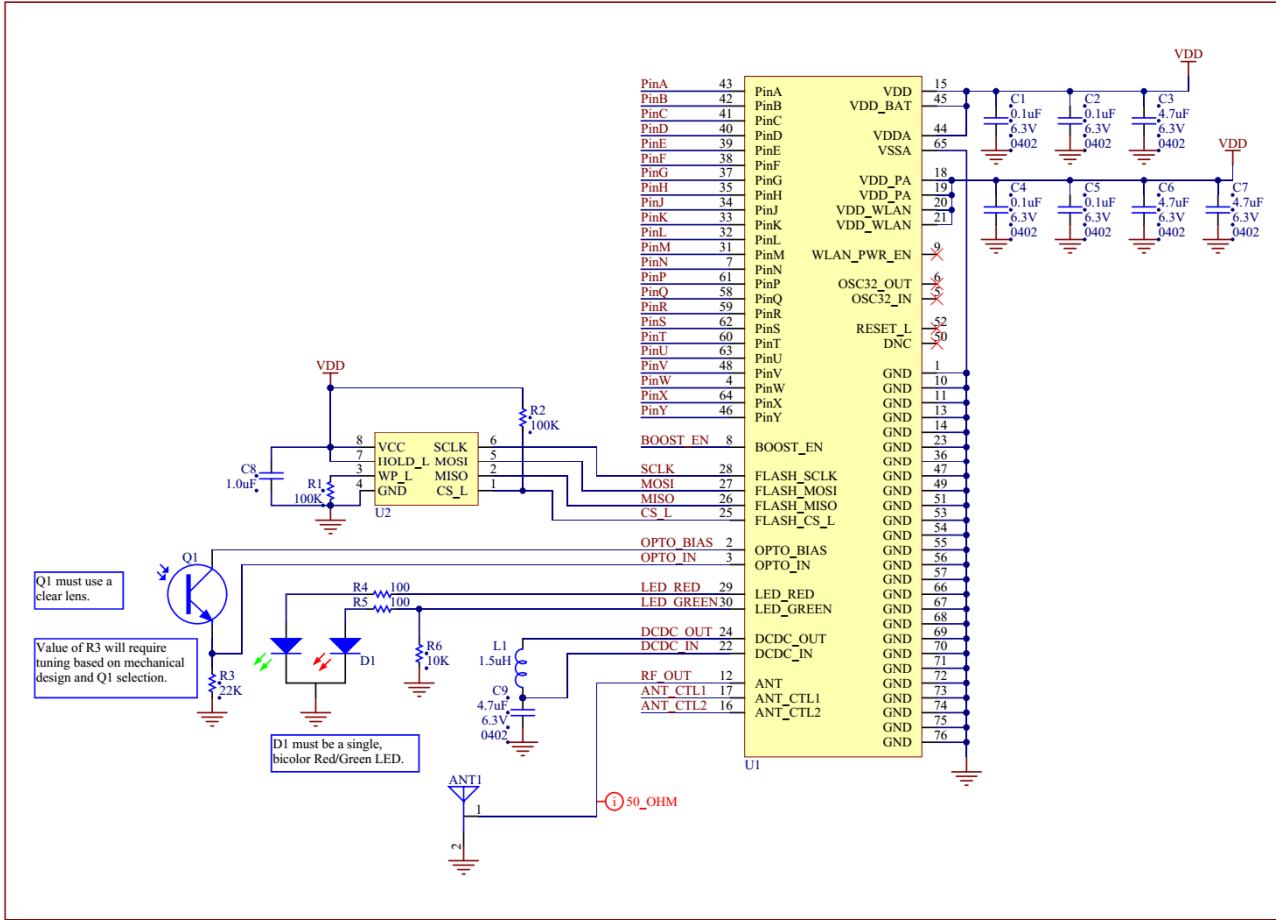 VDD
PinA 43 PinA VDD 15
PinB 42 PinB VDD_BAT 45
PinC 41 PinC
PinD 40 PinD VDDA 44
PinE 39 PinE VSSA 65
PinF 38 PinF
PinG 37 PinG VDD_PA 18
PinH 35 PinH VDD_PA 19
PinJ 34 PinJ VDD_WLAN 20
PinK 33 PinK VDD_WLAN 21
PinL 32 PinL
PinM 31 PinM WLAN_PWR_EN 9
PinN 7 PinN
PinP 61 PinP OSC32_OUT 6
PinQ 58 PinQ OSC32_IN 5
PinR 59 PinR
PinS 62 PinS RESET_L 52
PinT 60 PinT DNC 50
PinU 63 PinU
PinV 48 PinV GND 1
PinW 4 PinW GND 10
PinX 64 PinX GND 11
PinY 46 PinY GND 13
GND 14
BOOST_EN 8 BOOST_EN GND 23
GND 36
SCLK 28 FLASH_SCLK GND 47
MOSI 27 FLASH_MOSI GND 49
MISO 26 FLASH_MISO GND 51
CS_L 25 FLASH_CS_L GND 53
GND 54
OPTO_BIAS 2 OPTO_BIAS GND 55
OPTO_IN 3 OPTO_IN GND 56
GND 57
LED_RED 29 LED_RED GND 66
LED_GREEN 30 LED_GREEN GND 67
GND 68
DCDC_OUT 24 DCDC_OUT GND 69
DCDC_IN 22 DCDC_IN GND 70
GND 71
RF_OUT 12 ANT GND 72
ANT_CTL1 17 ANT_CTL1 GND 73
ANT_CTL2 16 ANT_CTL2 GND 74
GND 75
GND 76
U1
C1
0.1uF
6.3V
0402
C2
0.1uF
6.3V
0402
C3
4.7uF
6.3V
0402
VDD
C4
0.1uF
6.3V
0402
C5
0.1uF
6.3V
0402
C6
4.7uF
6.3V
0402
C7
4.7uF
6.3V
0402
VDD
R2
100K
8 VCC SCLK 6
7 HOLD_L MOSI 5
3 WP_L MISO 2
4 GND CS_L 1
U2
C8
1.0uF
R1
100K
Q1
Q1 must use a
clear lens.
Value of R3 will require
tuning based on mechanical
design and Q1 selection.
R3
22K
R4 100
R5 100
D1
R6
10K
D1 must be a single,
bicolor Red/Green LED.
L1
1.5uH
C9
4.7uF
6.3V
0402
ANT1
1
2
i 50_OHM